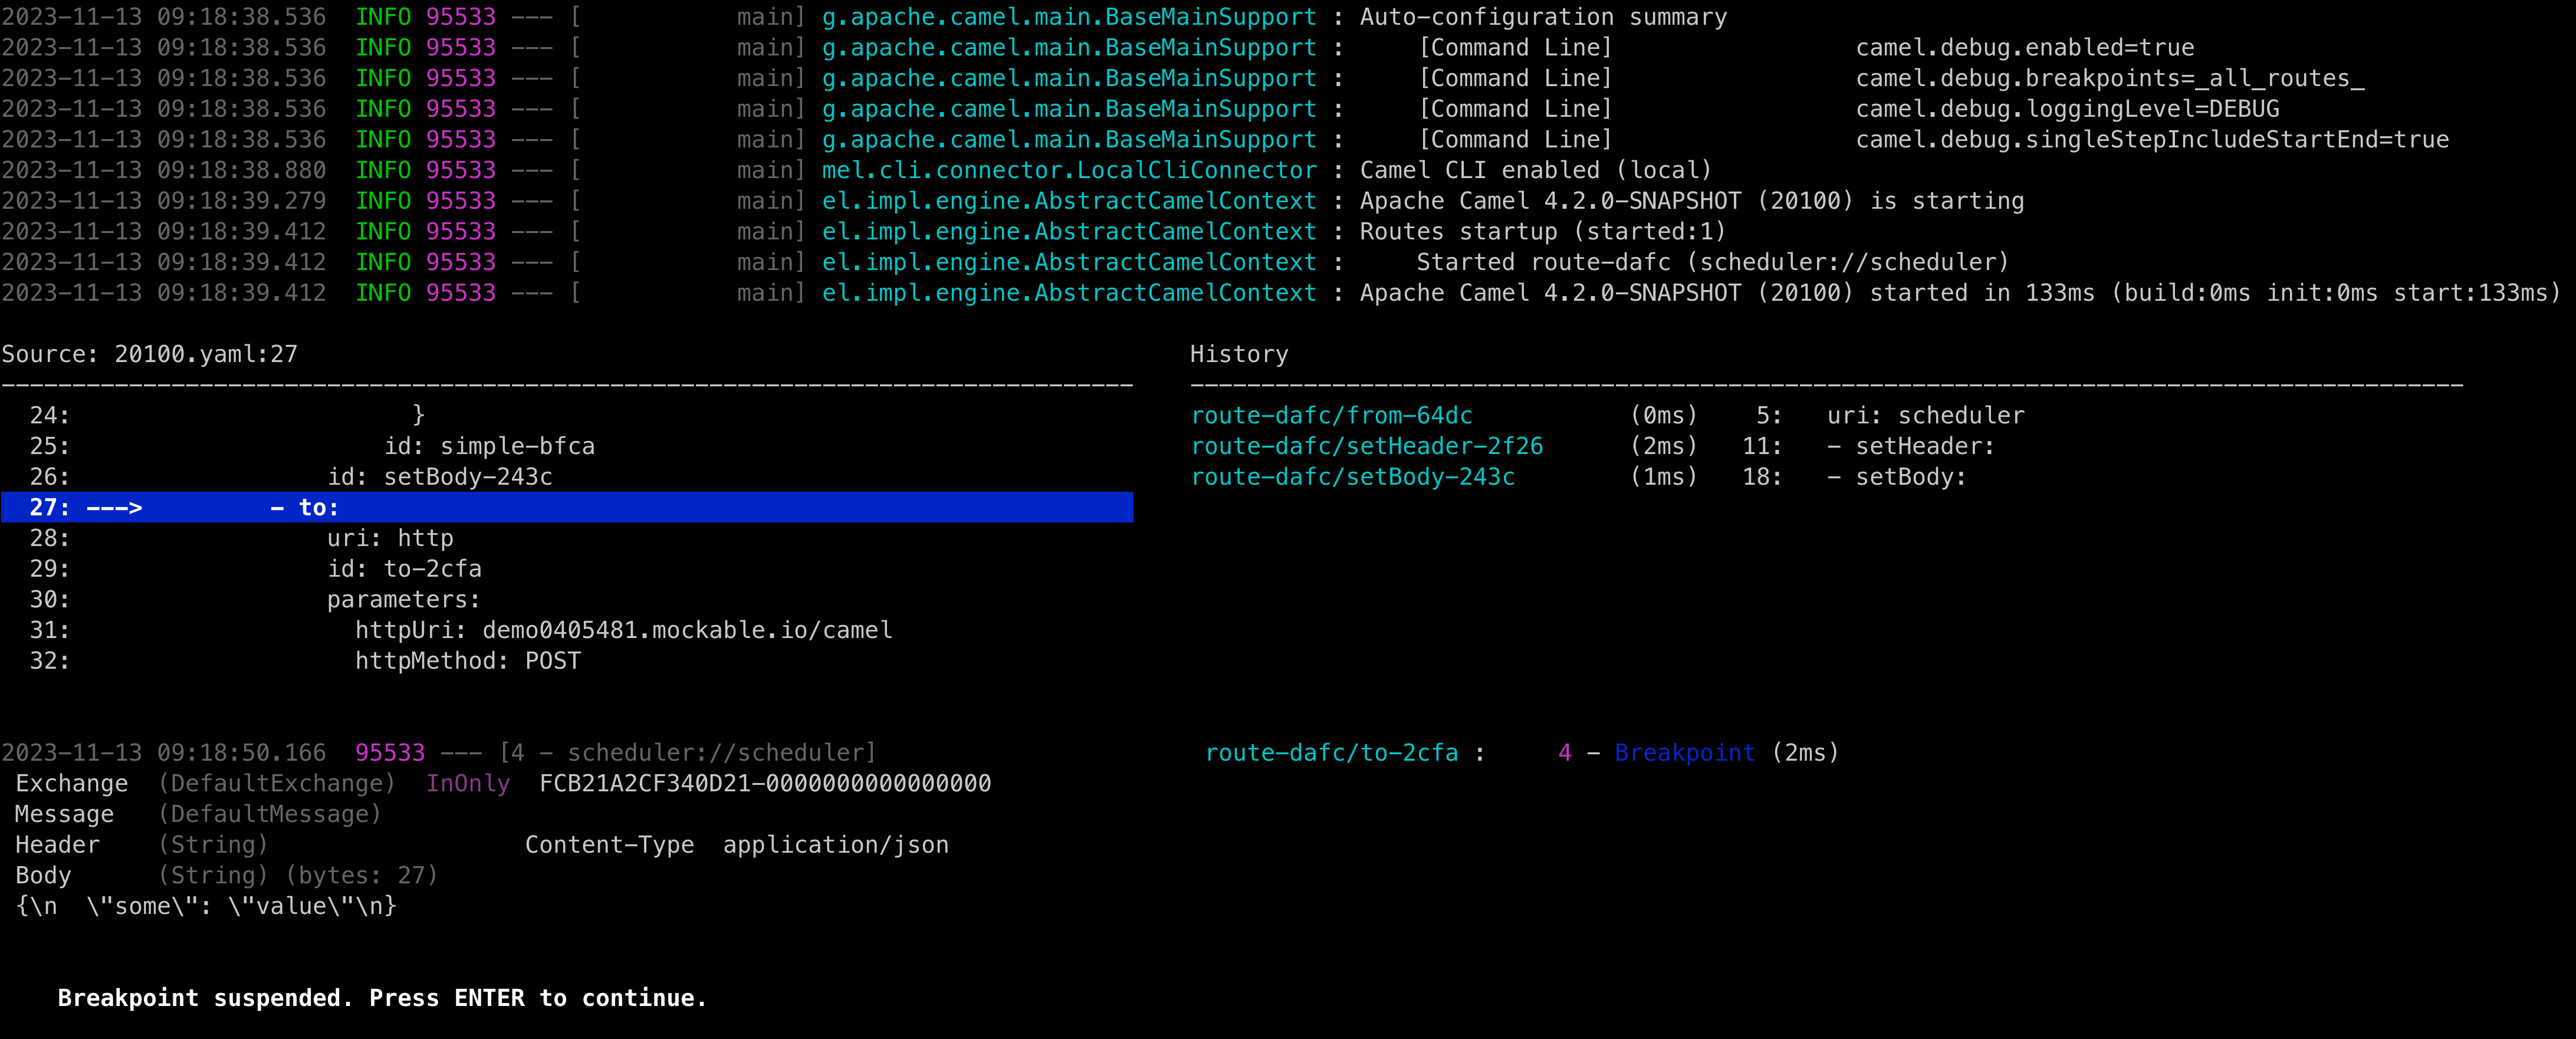 2023-11-13 09:18:38.536  INFO 95533 --- [           main] g.apache.camel.main.BaseMainSupport : Auto-configuration summary
2023-11-13 09:18:38.536  INFO 95533 --- [           main] g.apache.camel.main.BaseMainSupport :     [Command Line]                 camel.debug.enabled=true
2023-11-13 09:18:38.536  INFO 95533 --- [           main] g.apache.camel.main.BaseMainSupport :     [Command Line]                 camel.debug.breakpoints=_all_routes_
2023-11-13 09:18:38.536  INFO 95533 --- [           main] g.apache.camel.main.BaseMainSupport :     [Command Line]                 camel.debug.loggingLevel=DEBUG
2023-11-13 09:18:38.536  INFO 95533 --- [           main] g.apache.camel.main.BaseMainSupport :     [Command Line]                 camel.debug.singleStepIncludeStartEnd=true
2023-11-13 09:18:38.880  INFO 95533 --- [           main] mel.cli.connector.LocalCliConnector : Camel CLI enabled (local)
2023-11-13 09:18:39.279  INFO 95533 --- [           main] el.impl.engine.AbstractCamelContext : Apache Camel 4.2.0-SNAPSHOT (20100) is starting
2023-11-13 09:18:39.412  INFO 95533 --- [           main] el.impl.engine.AbstractCamelContext : Routes startup (started:1)
2023-11-13 09:18:39.412  INFO 95533 --- [           main] el.impl.engine.AbstractCamelContext :     Started route-dafc (scheduler://scheduler)
2023-11-13 09:18:39.412  INFO 95533 --- [           main] el.impl.engine.AbstractCamelContext : Apache Camel 4.2.0-SNAPSHOT (20100) started in 133ms (build:0ms init:0ms start:133ms)
Source: 20100.yaml:27
24:                        }
25:                      id: simple-bfca
26:                  id: setBody-243c
27: --->         - to:
28:                  uri: http
29:                  id: to-2cfa
30:                  parameters:
31:                    httpUri: demo0405481.mockable.io/camel
32:                    httpMethod: POST
History
route-dafc/from-64dc           (0ms)    5:   uri: scheduler
route-dafc/setHeader-2f26      (2ms)   11:   - setHeader:
route-dafc/setBody-243c        (1ms)   18:   - setBody:
2023-11-13 09:18:50.166  95533 --- [4 - scheduler://scheduler]                       route-dafc/to-2cfa :     4 - Breakpoint (2ms)
Exchange  (DefaultExchange)  InOnly  FCB21A2CF340D21-0000000000000000
Message   (DefaultMessage)
Header    (String)                  Content-Type  application/json
Body      (String) (bytes: 27)
{\n  \"some\": \"value\"\n}
Breakpoint suspended. Press ENTER to continue.